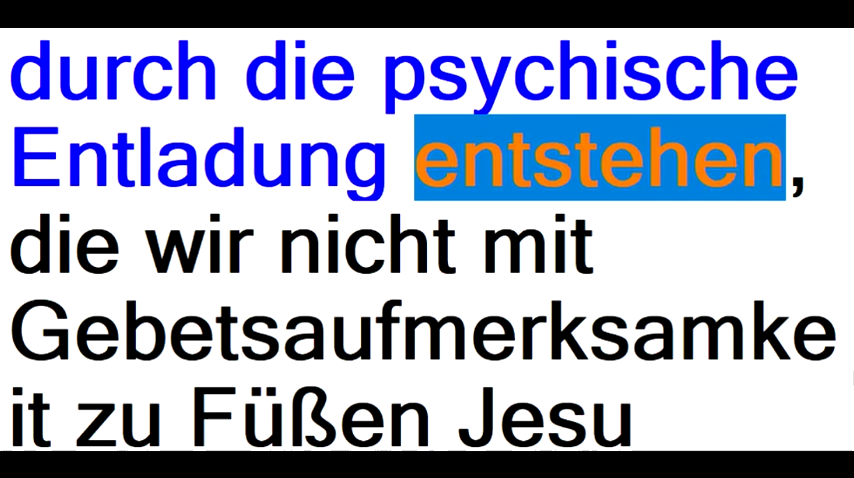 durch die psychische
Entladung entstehen,
die wir nicht mit
Gebetsaufmerksamke
it zu Füßen Jesu